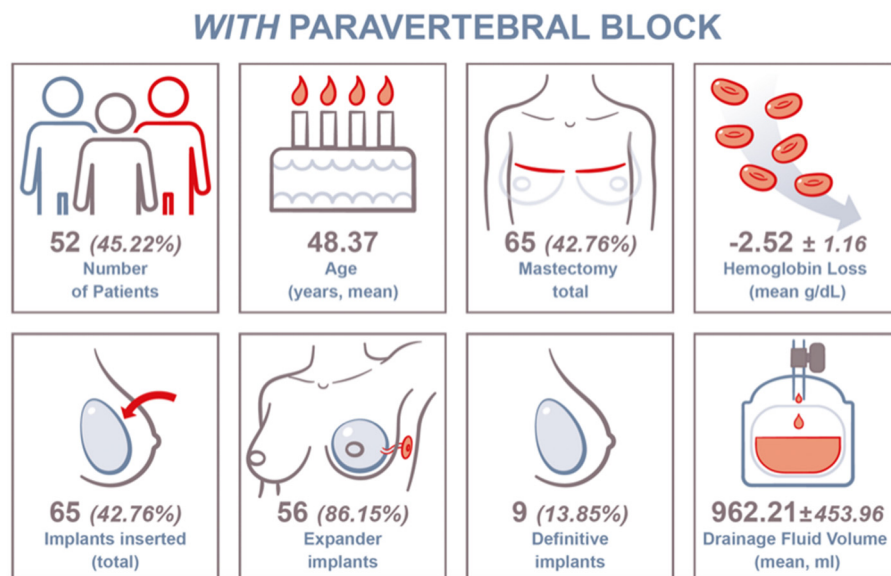 WITH PARAVERTEBRAL BLOCK
52 (45.22%)
Number
of Patients
48.37
Age
(years, mean)
65 (42.76%)
Mastectomy
total
-2.52 ± 1.16
Hemoglobin Loss
(mean g/dL)
65 (42.76%)
Implants inserted
(total)
56 (86.15%)
Expander
implants
9 (13.85%)
Definitive
implants
962.21±453.96
Drainage Fluid Volume
(mean, ml)